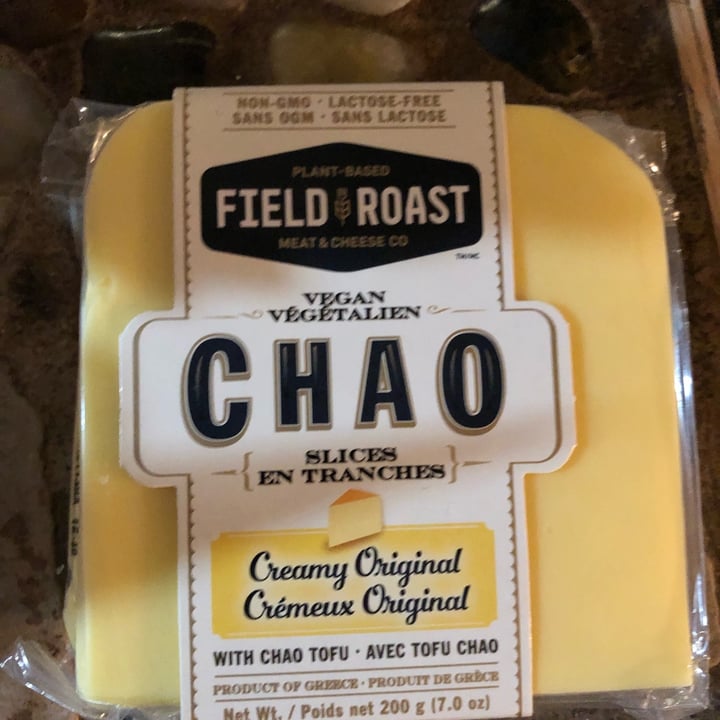 NON-GMO · LACTOSE-FREE
SANS OGM · SANS LACTOSE
PLANT-BASED
FIELD ROAST
MEAT & CHEESE CO
VEGAN
VÉGÉTALIEN
CHAO
SLICES
EN TRANCHES
Creamy Original
Crémeux Original
WITH CHAO TOFU · AVEC TOFU CHAO
PRODUCT OF GREECE · PRODUIT DE GRÈCE
Net Wt. / Poids net 200 g (7.0 oz)